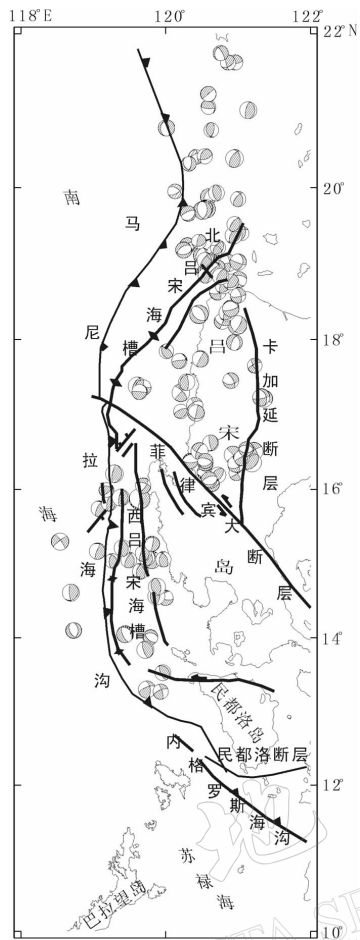 118°E
120°
122°
22°N
20°
18°
16°
14°
12°
10°
南海
马尼拉海沟
北吕宋海槽
吕宋岛
卡加延断层
菲律宾大断层
西吕宋海槽
民都洛岛
民都洛断层
内格罗斯海沟
苏禄海
巴拉望岛